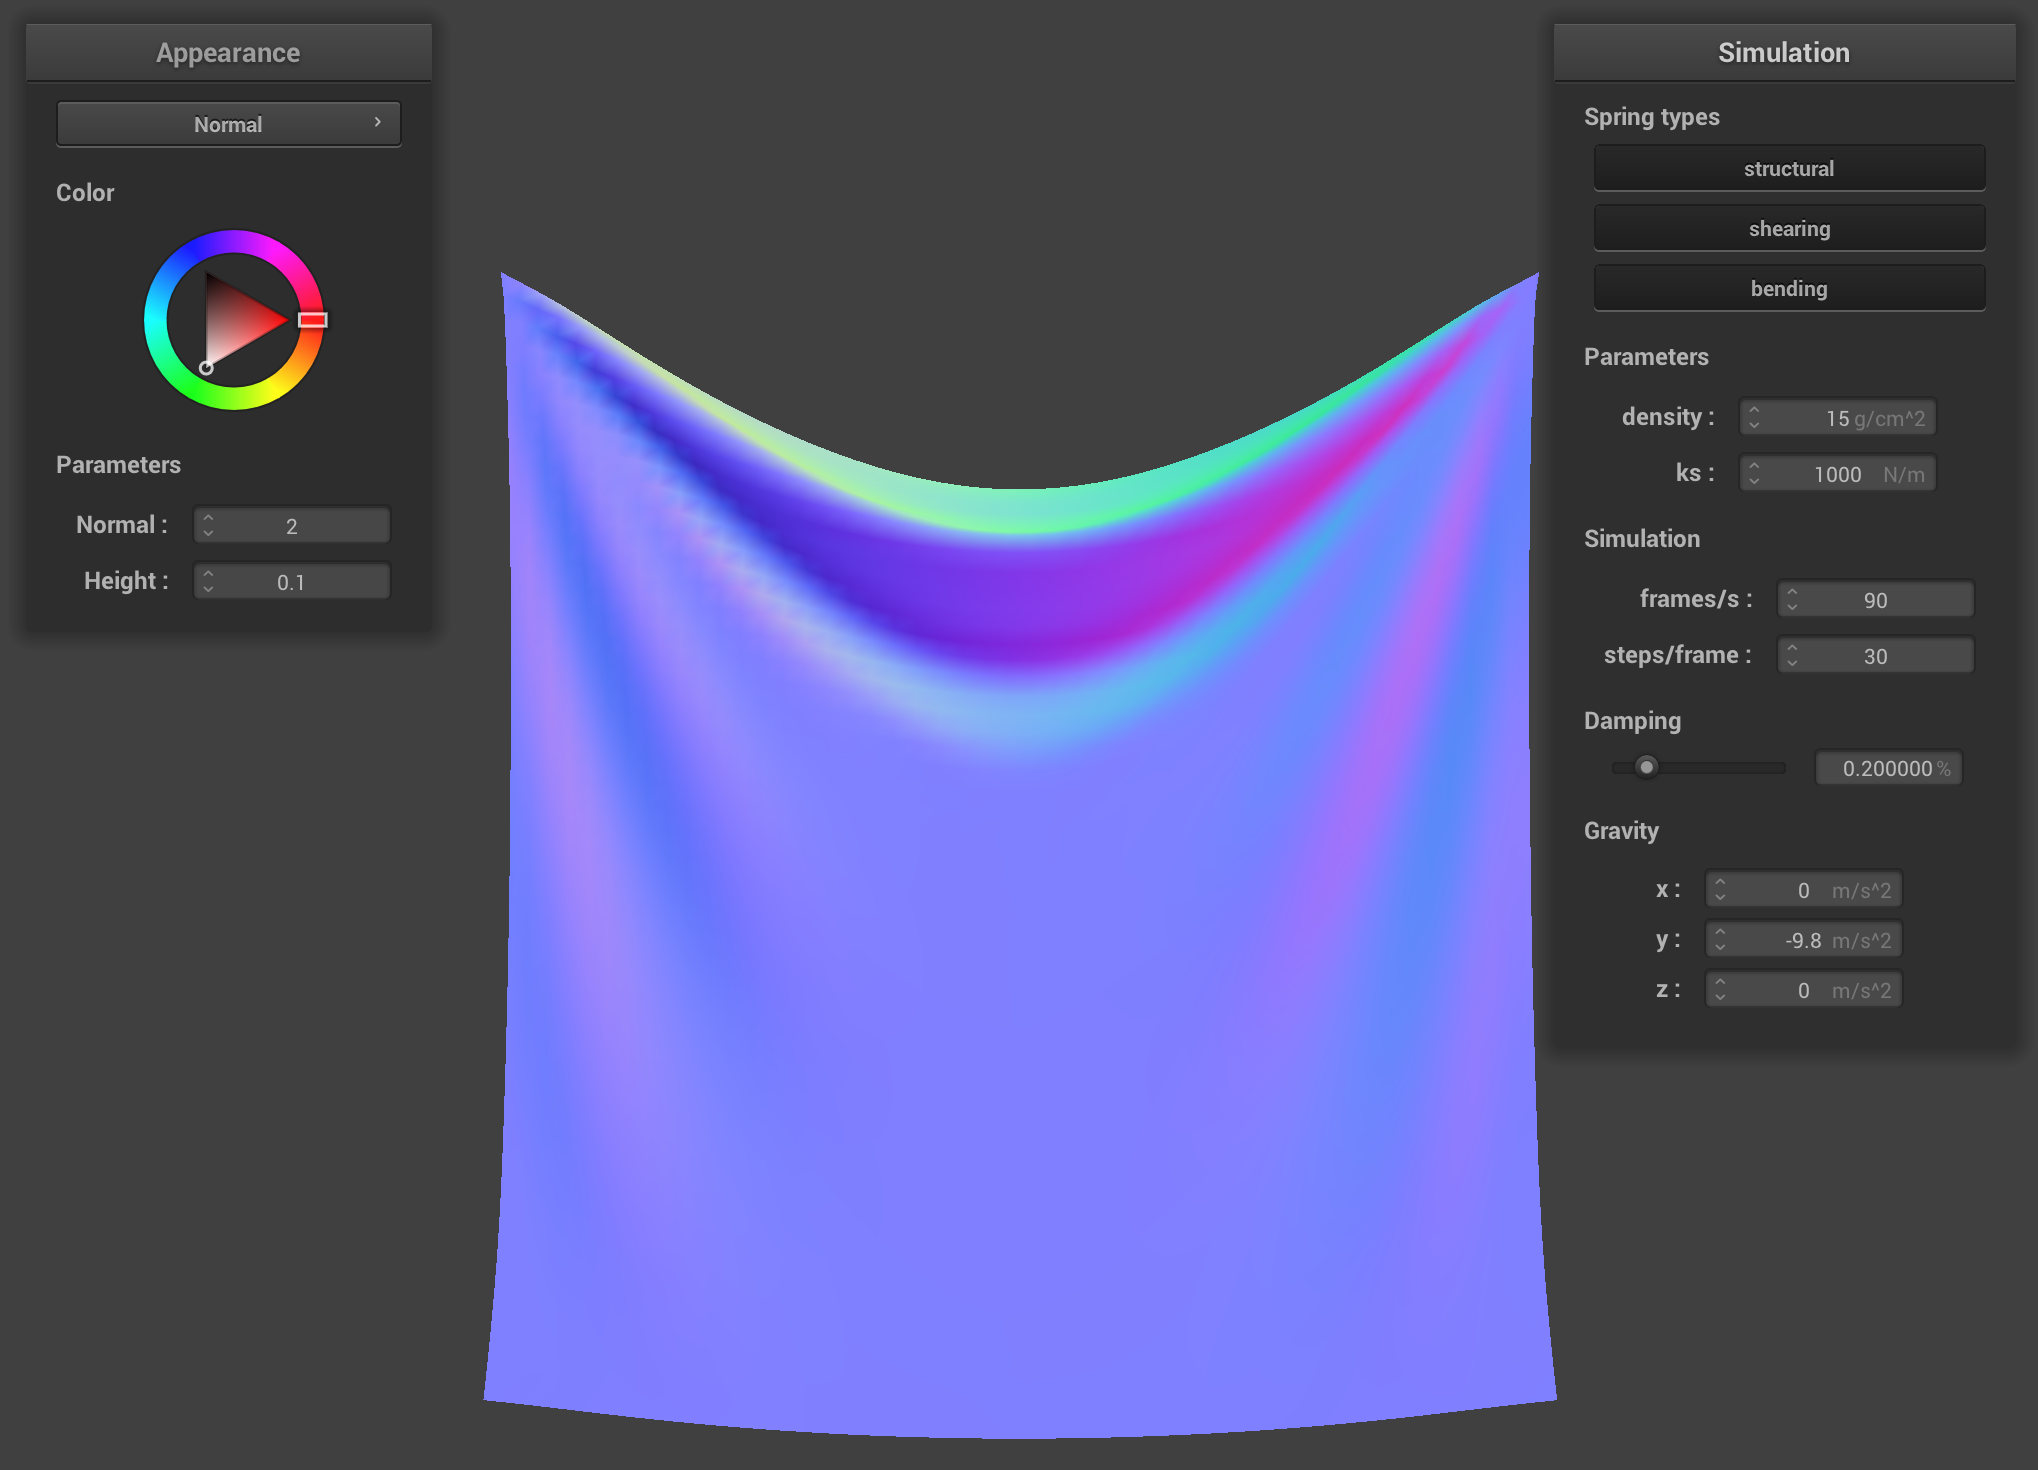 Appearance
Normal
Color
Parameters
Normal : 2
Height : 0.1
Simulation
Spring types
structural
shearing
bending
Parameters
density : 15 g/cm^2
ks : 1000 N/m
Simulation
frames/s : 90
steps/frame : 30
Damping
0.200000 %
Gravity
x : 0 m/s^2
y : -9.8 m/s^2
z : 0 m/s^2